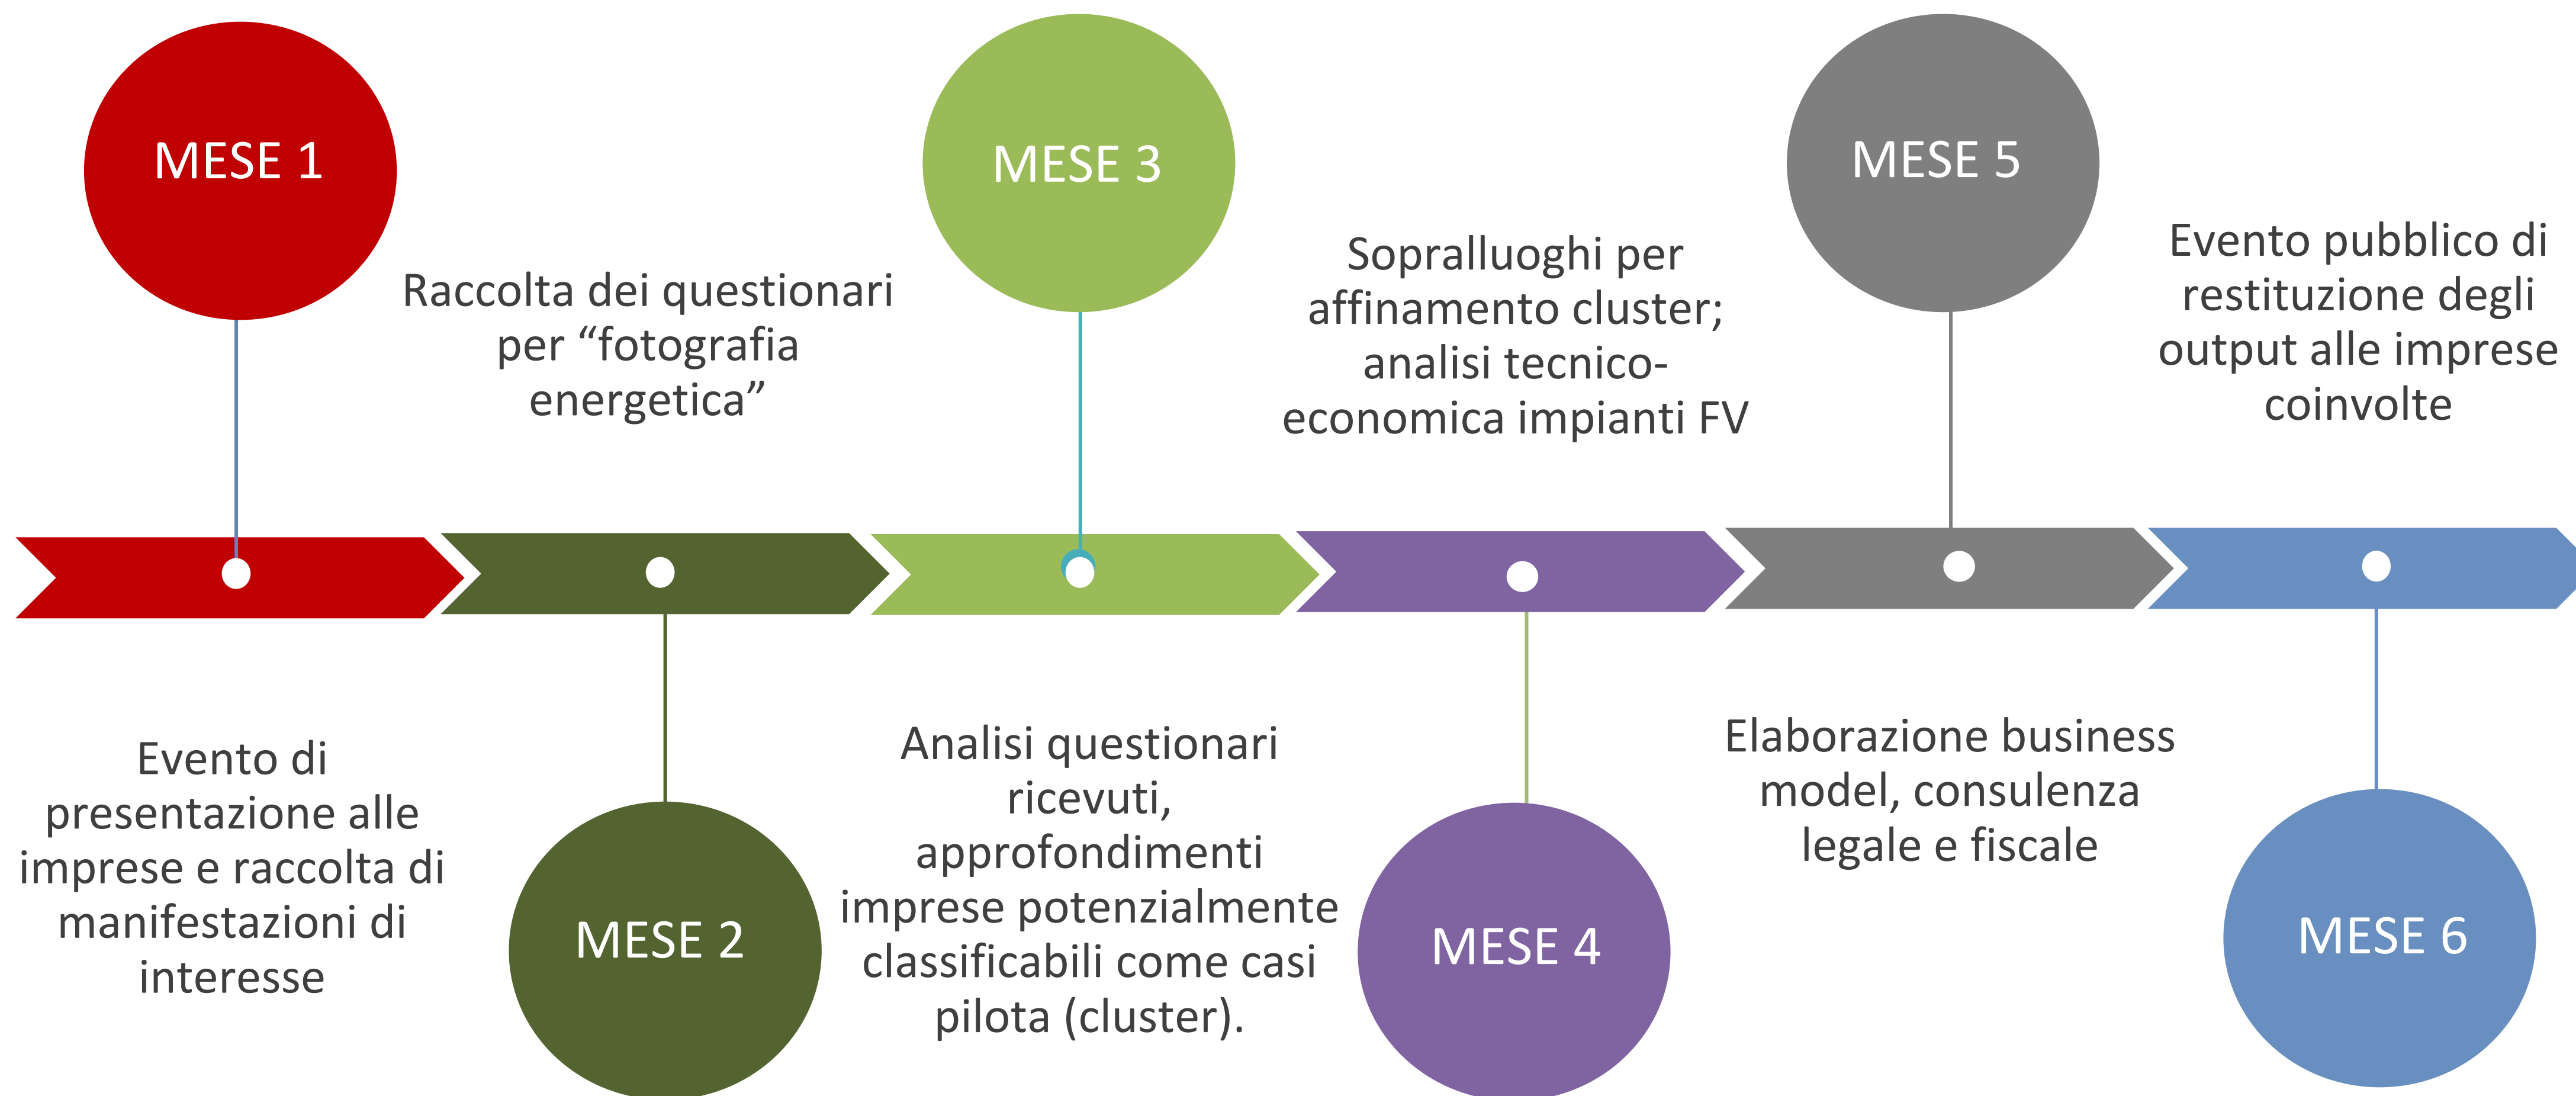 MESE 1
Evento di
presentazione alle
imprese e raccolta di
manifestazioni di
interesse
Raccolta dei questionari
per “fotografia
energetica”
MESE 2
MESE 3
Analisi questionari
ricevuti,
approfondimenti
imprese potenzialmente
classificabili come casi
pilota (cluster).
Sopralluoghi per
affinamento cluster;
analisi tecnico-
economica impianti FV
MESE 4
MESE 5
Elaborazione business
model, consulenza
legale e fiscale
Evento pubblico di
restituzione degli
output alle imprese
coinvolte
MESE 6